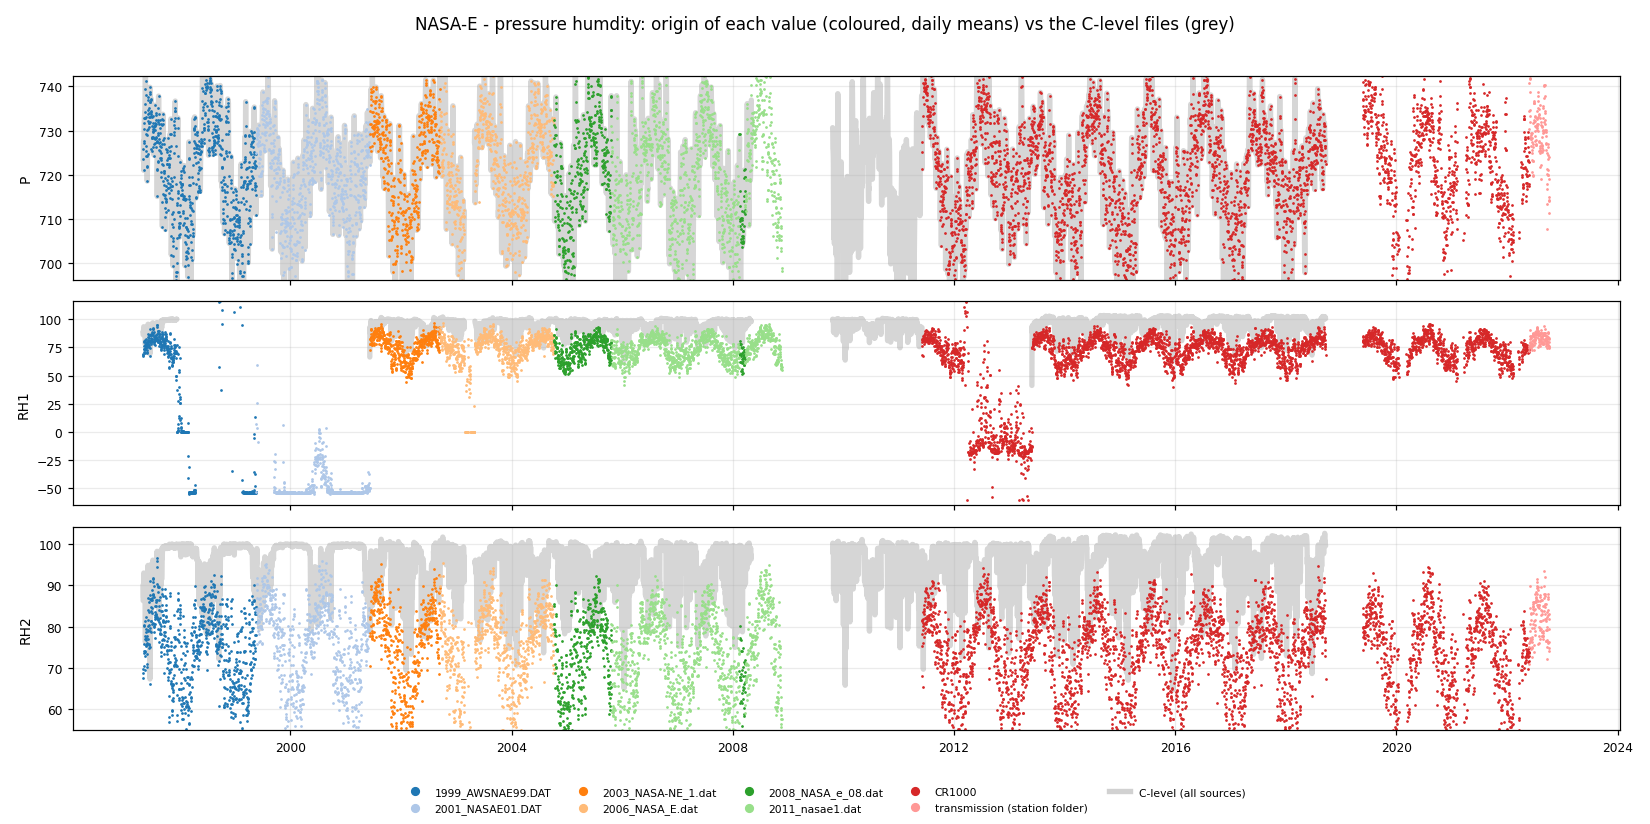 NASA-E - pressure humdity: origin of each value (coloured, daily means) vs the C-level files (grey)
740
730
720
710
700
P
100
75
50
25
0
−25
−50
RH1
100
90
80
70
60
RH2
2000
2004
2008
2012
2016
2020
2024
1999_AWSNAE99.DAT
2001_NASAE01.DAT
2003_NASA-NE_1.dat
2006_NASA_E.dat
2008_NASA_e_08.dat
2011_nasae1.dat
CR1000
transmission (station folder)
C-level (all sources)